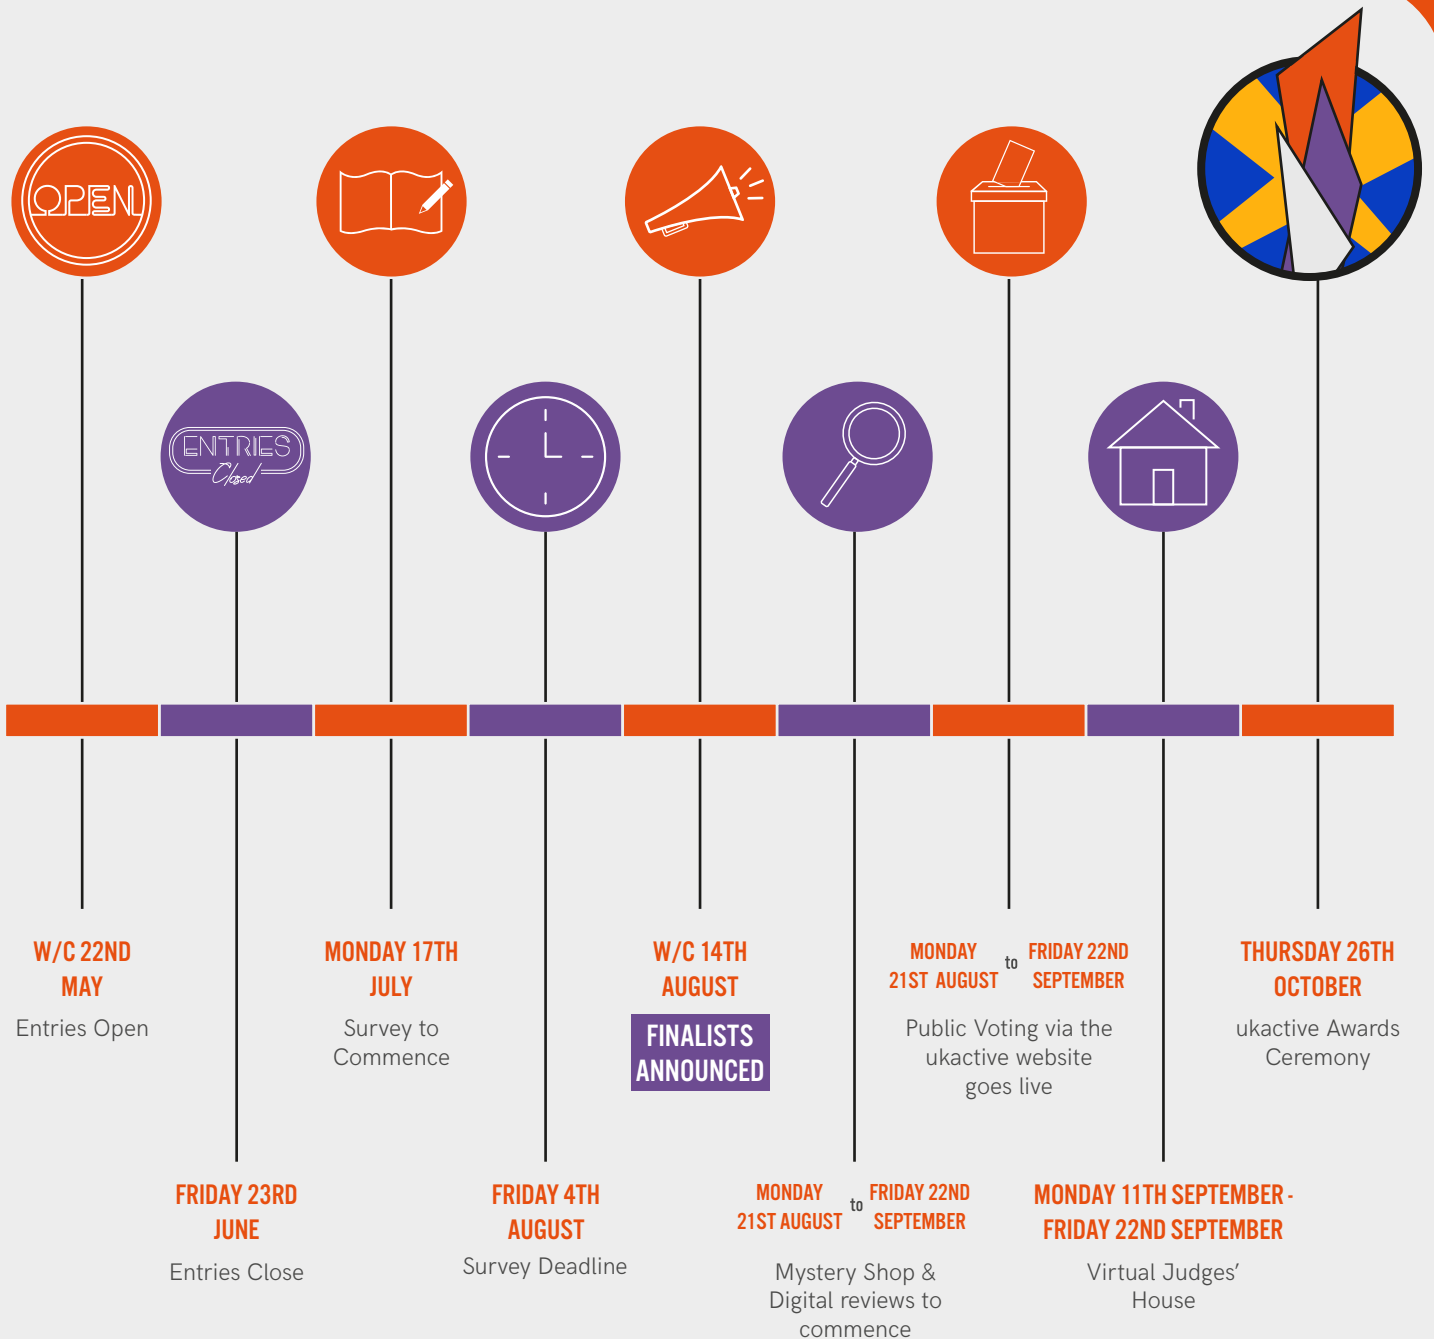 OPEN
ENTRIES
Closed
W/C 22ND
MAY
Entries Open
MONDAY 17TH
JULY
Survey to
Commence
W/C 14TH
AUGUST
FINALISTS
ANNOUNCED
MONDAY
21ST AUGUST
to
FRIDAY 22ND
SEPTEMBER
Public Voting via the
ukactive website
goes live
THURSDAY 26TH
OCTOBER
ukactive Awards
Ceremony
FRIDAY 23RD
JUNE
Entries Close
FRIDAY 4TH
AUGUST
Survey Deadline
MONDAY
21ST AUGUST
to
FRIDAY 22ND
SEPTEMBER
Mystery Shop &
Digital reviews to
commence
MONDAY 11TH SEPTEMBER -
FRIDAY 22ND SEPTEMBER
Virtual Judges’
House